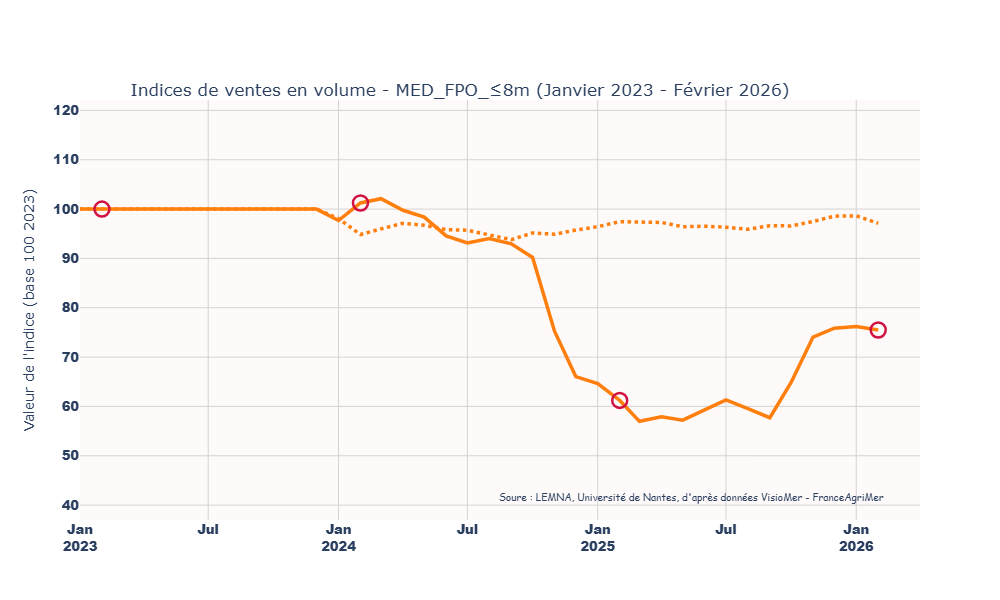 Indices de ventes en volume - MED_FPO_≤8m (Janvier 2023 - Février 2026)
Valeur de l'indice (base 100 2023)
120
110
100
90
80
70
60
50
40
Soure : LEMNA, Université de Nantes, d'après données VisioMer - FranceAgriMer
Jan Jul Jan Jul Jan Jul Jan
2023 2024 2025 2026